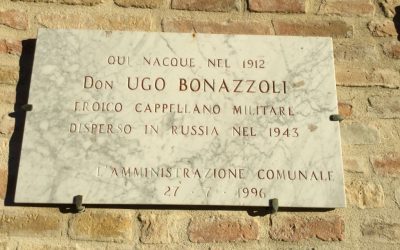 QUI NACQUE NEL 1912
DON UGO BONAZZOLI
EROICO CAPPELLANO MILITARE
DISPERSO IN RUSSIA NEL 1943
L'AMMINISTRAZIONE COMUNALE
27 . 7 . 1996